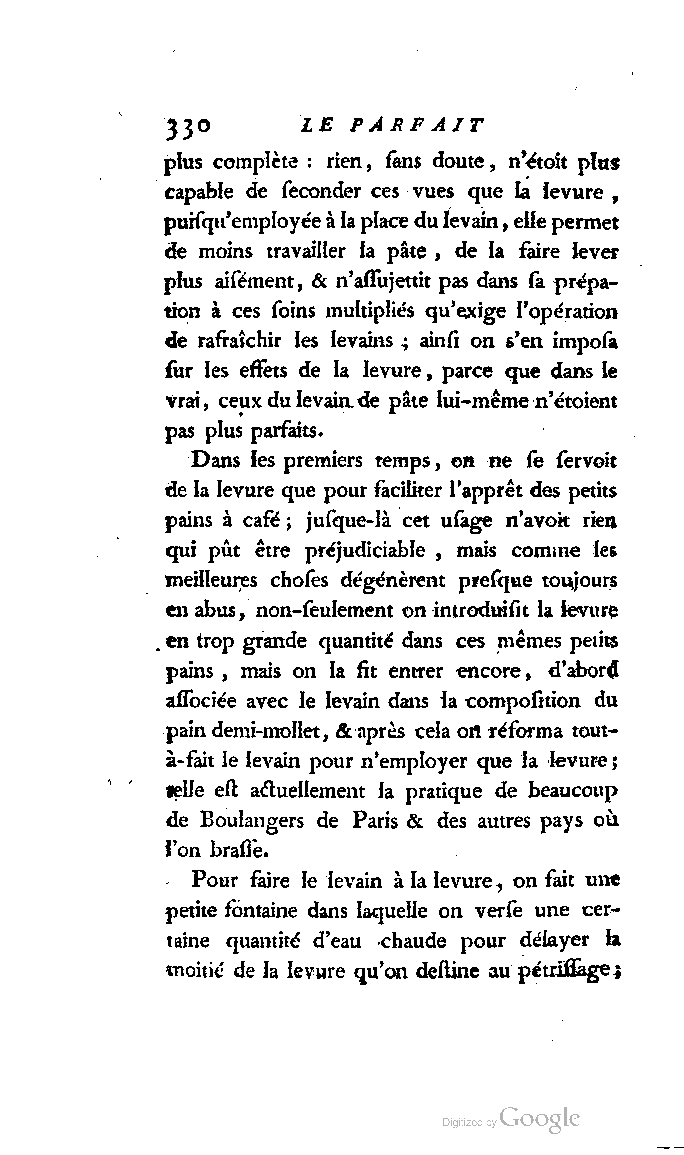 330 LE PARFAIT
plus complète : rien, ſans doute, n'étoit plus
capable de ſeconder ces vues que la levure,
puiſqu'employée à la place du levain, elle permet
de moins travailler la pâte, de la faire lever
plus aiſément, & n'aſſujettit pas dans ſa prépa-
tion à ces ſoins multipliés qu'exige l'opération
de rafraîchir les levains ; ainſi on s'en impoſa
ſur les effets de la levure, parce que dans le
vrai, ceux du levain de pâte lui-même n'étoient
pas plus parfaits.
Dans les premiers temps, on ne ſe ſervoit
de la levure que pour faciliter l'apprêt des petits
pains à café ; juſque-là cet uſage n'avoit rien
qui pût être préjudiciable, mais comme les
meilleures choſes dégénèrent preſque toujours
en abus, non-ſeulement on introduiſit la levure
en trop grande quantité dans ces mêmes petits
pains, mais on la fit entrer encore, d'abord
aſſociée avec le levain dans la compoſition du
pain demi-mollet, & après cela on réforma tout-
à-fait le levain pour n'employer que la levure ;
telle eſt actuellement la pratique de beaucoup
de Boulangers de Paris & des autres pays où
l'on braſſe.
Pour faire le levain à la levure, on fait une
petite fontaine dans laquelle on verſe une cer-
taine quantité d'eau chaude pour délayer la
moitié de la levure qu'on deſtine au pétriſſage ;
Digitized by Google